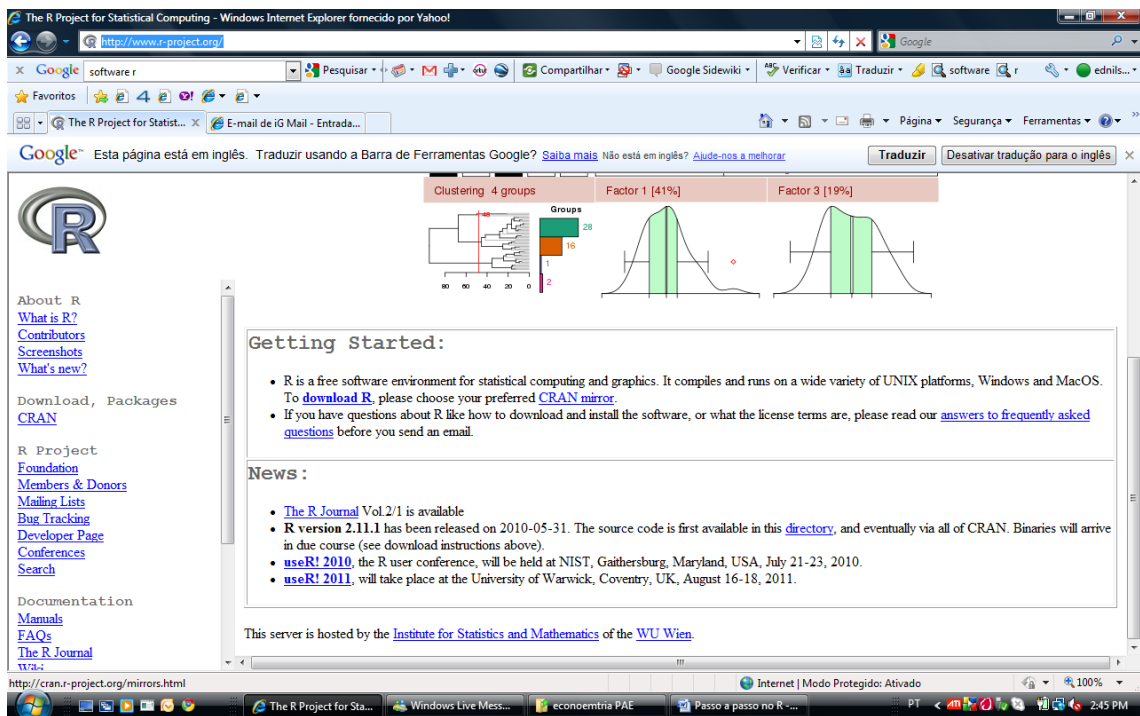 The R Project for Statistical Computing - Windows Internet Explorer fornecido por Yahoo!
http://www.r-project.org/
Google
X Google software r Pesquisar Compartilhar Google Sidewiki Verificar Traduzir software r ednils...
Favoritos
The R Project for Statist... X E-mail de iG Mail - Entrada...
Página Segurança Ferramentas
Google™ Esta página está em inglês. Traduzir usando a Barra de Ferramentas Google? Saiba mais Não está em inglês? Ajude-nos a melhorar Traduzir Desativar tradução para o inglês
R
Clustering 4 groups Factor 1 [41%] Factor 3 [19%]
Groups
48
28
16
1
2
80 60 40 20 0
About R
What is R?
Contributors
Screenshots
What's new?
Download, Packages
CRAN
R Project
Foundation
Members & Donors
Mailing Lists
Bug Tracking
Developer Page
Conferences
Search
Documentation
Manuals
FAQs
The R Journal
Wiki
Getting Started:
R is a free software environment for statistical computing and graphics. It compiles and runs on a wide variety of UNIX platforms, Windows and MacOS.
To download R, please choose your preferred CRAN mirror.
If you have questions about R like how to download and install the software, or what the license terms are, please read our answers to frequently asked
questions before you send an email.
News:
The R Journal Vol.2/1 is available
R version 2.11.1 has been released on 2010-05-31. The source code is first available in this directory, and eventually via all of CRAN. Binaries will arrive
in due course (see download instructions above).
useR! 2010, the R user conference, will be held at NIST, Gaithersburg, Maryland, USA, July 21-23, 2010.
useR! 2011, will take place at the University of Warwick, Coventry, UK, August 16-18, 2011.
This server is hosted by the Institute for Statistics and Mathematics of the WU Wien.
http://cran.r-project.org/mirrors.html Internet | Modo Protegido: Ativado 100%
The R Project for Sta... Windows Live Mess... econoemtria PAE Passo a passo no R -... PT 2:45 PM